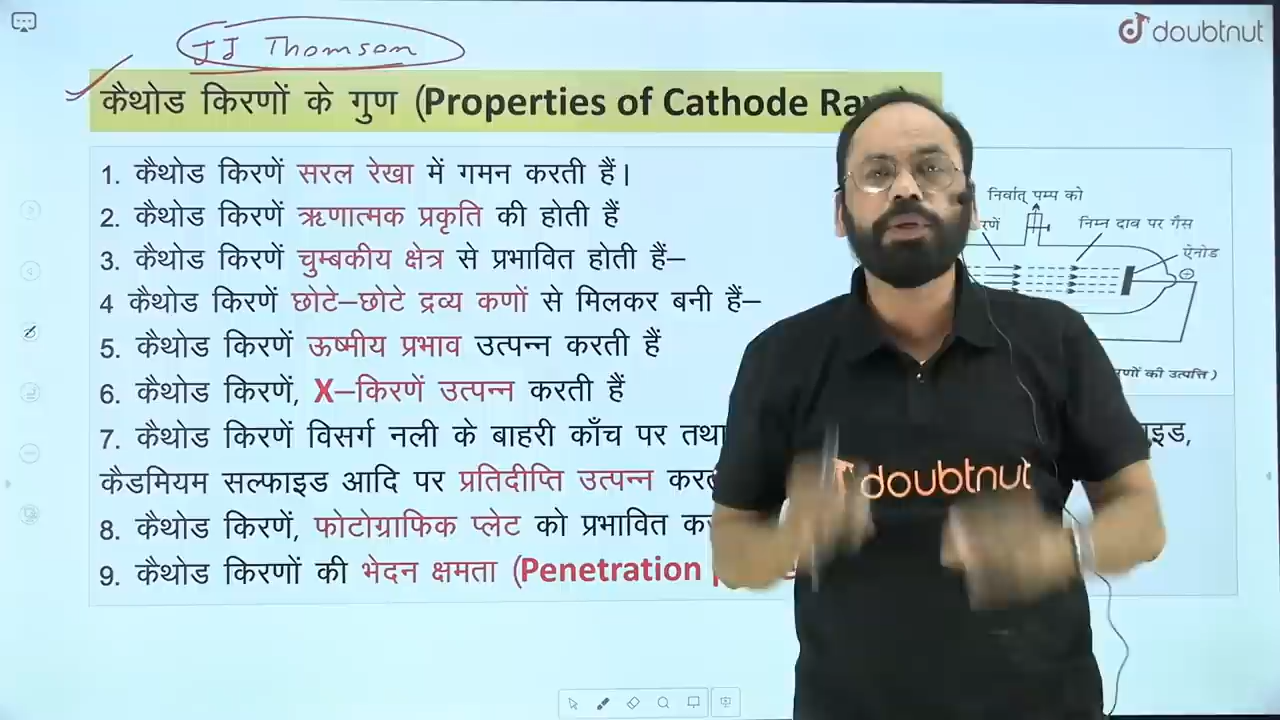 JJ Thomson
doubtnut
कैथोड किरणों के गुण (Properties of Cathode
1. कैथोड किरणें सरल रेखा में गमन करती हैं।
2. कैथोड किरणें ऋणात्मक प्रकृति की होती हैं
3. कैथोड किरणें चुम्बकीय क्षेत्र से प्रभावित होती हैं–
4 कैथोड किरणें छोटे–छोटे द्रव्य कणों से मिलकर बनी हैं–
5. कैथोड किरणें ऊष्मीय प्रभाव उत्पन्न करती हैं
6. कैथोड किरणें, X–किरणें उत्पन्न करती हैं
7. कैथोड किरणें विसर्ग नली के बाहरी काँच पर तथा
कैडमियम सल्फाइड आदि पर प्रतिदीप्ति उत्पन्न
8. कैथोड किरणें, फोटोग्राफिक प्लेट को प्रभावित
9. कैथोड किरणों की भेदन क्षमता (Penetration
निर्वात् पम्प को
निम्न दाब पर गैस
ऐनोड
की उत्पत्ति)
doubtnut